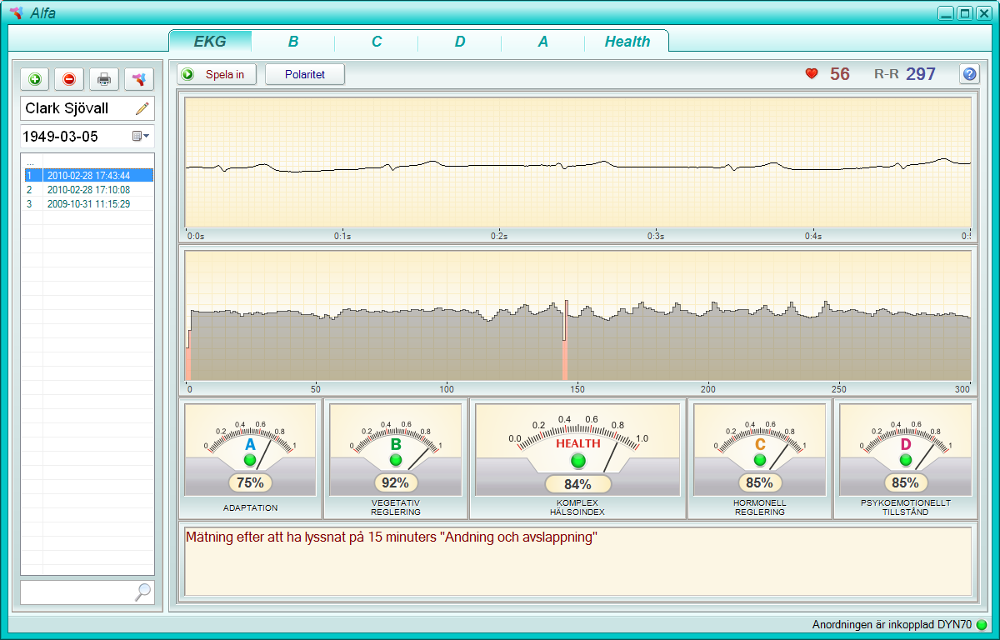 Alfa
EKG B C D A Health
Spela in Polaritet 56 R-R 297 ?
Clark Sjövall
1949-03-05
...
1 2010-02-28 17:43:44
2 2010-02-28 17:10:08
3 2009-10-31 11:15:29
0:0s 0:1s 0:2s 0:3s 0:4s 0:5
0 50 100 150 200 250 300
0 0.2 0.4 0.6 0.8 1
A
75%
ADAPTATION
0 0.2 0.4 0.6 0.8 1
B
92%
VEGETATIV
REGLERING
0.0 0.2 0.4 0.6 0.8 1.0
HEALTH
84%
KOMPLEX
HÄLSOINDEX
0 0.2 0.4 0.6 0.8 1
C
85%
HORMONELL
REGLERING
0 0.2 0.4 0.6 0.8 1
D
85%
PSYKOEMOTIONELLT
TILLSTÅND
Mätning efter att ha lyssnat på 15 minuters "Andning och avslappning"
Anordningen är inkopplad DYN70